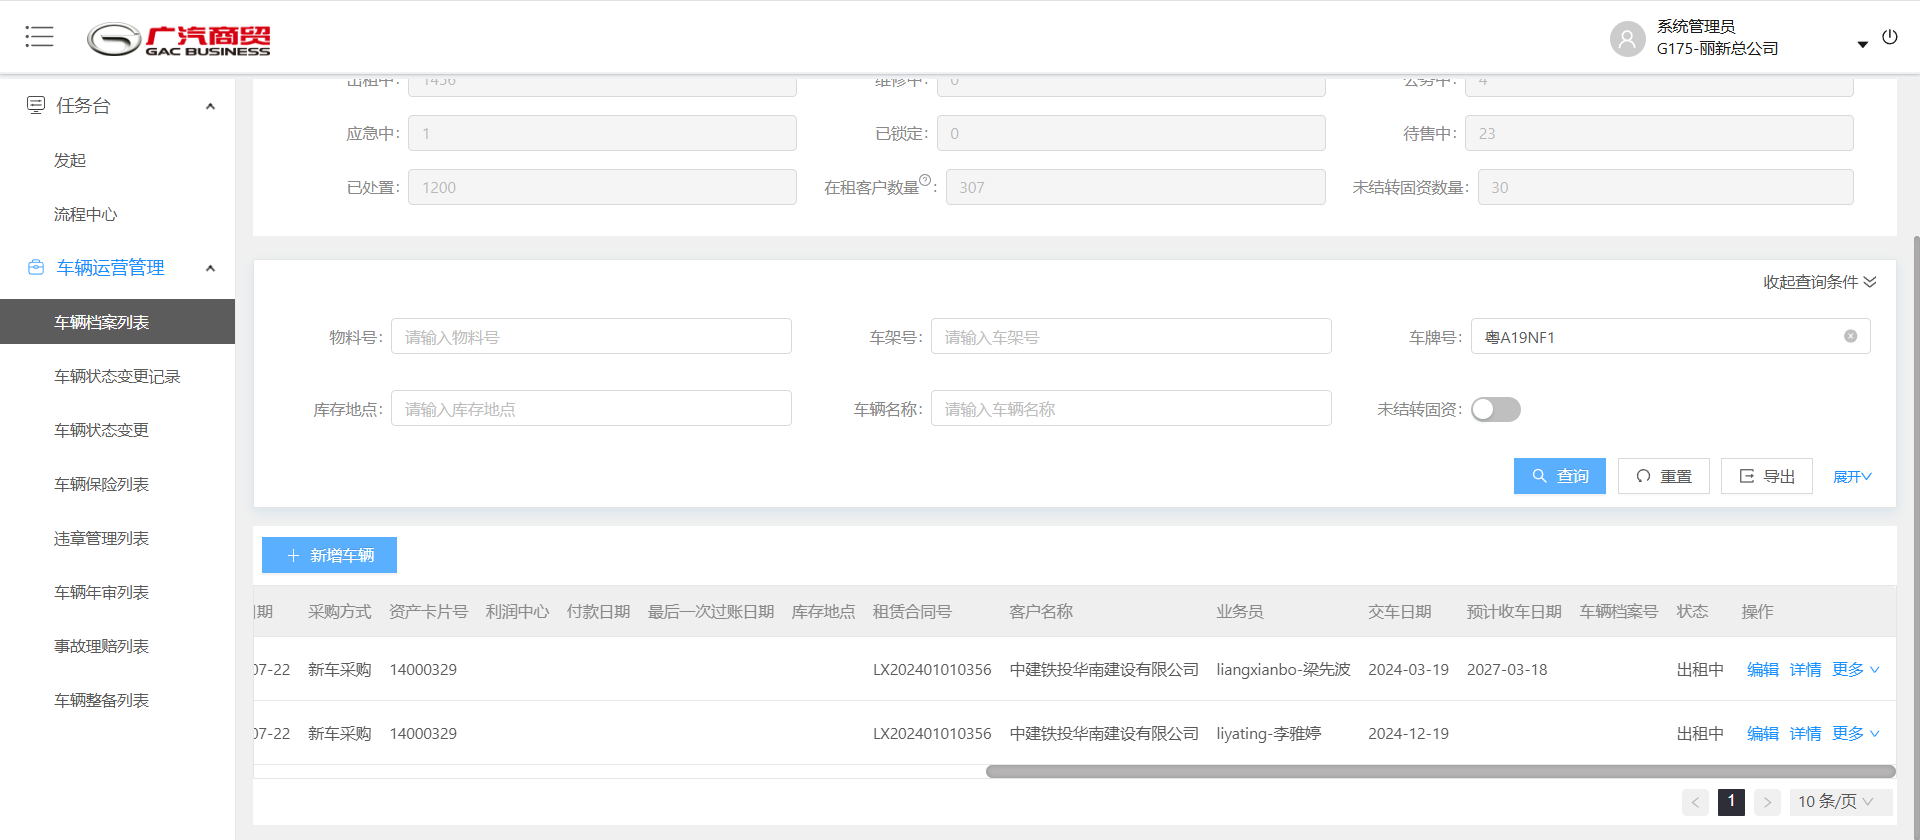 广汽商贸
GAC BUSINESS
系统管理员
G175-丽新总公司
任务台
发起
流程中心
车辆运营管理
车辆档案列表
车辆状态变更记录
车辆状态变更
车辆保险列表
违章管理列表
车辆年审列表
事故理赔列表
车辆整备列表
出租中: 1456 维修中: 0 公务中: 4
应急中: 1 已锁定: 0 待售中: 23
已处置: 1200 在租客户数量?: 307 未结转固资数量: 30
收起查询条件
物料号: 请输入物料号 车架号: 请输入车架号 车牌号: 粤A19NF1
库存地点: 请输入库存地点 车辆名称: 请输入车辆名称 未结转固资:
查询 重置 导出 展开
新增车辆
期 采购方式 资产卡片号 利润中心 付款日期 最后一次过账日期 库存地点 租赁合同号 客户名称 业务员 交车日期 预计收车日期 车辆档案号 状态 操作
07-22 新车采购 14000329 LX202401010356 中建铁投华南建设有限公司 liangxianbo-梁先波 2024-03-19 2027-03-18 出租中 编辑 详情 更多
07-22 新车采购 14000329 LX202401010356 中建铁投华南建设有限公司 liyating-李雅婷 2024-12-19 出租中 编辑 详情 更多
< 1 > 10 条/页